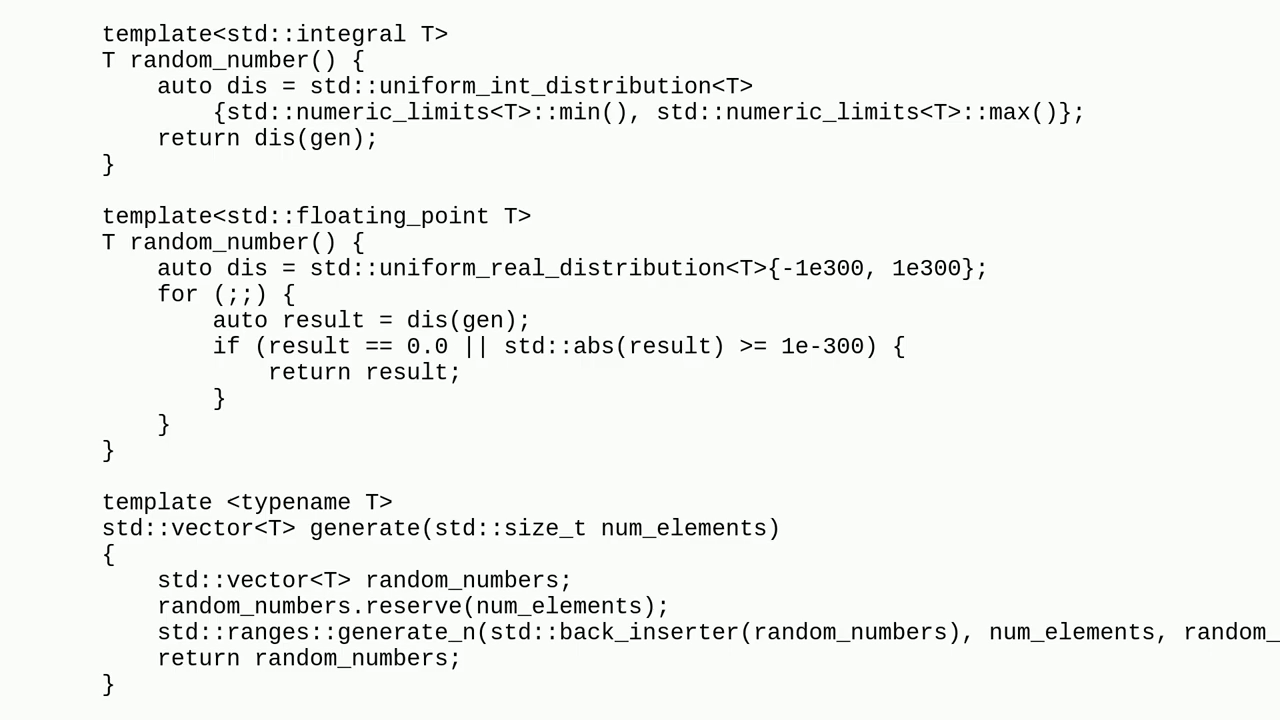 template<std::integral T>
T random_number() {
    auto dis = std::uniform_int_distribution<T>
        {std::numeric_limits<T>::min(), std::numeric_limits<T>::max()};
    return dis(gen);
}

template<std::floating_point T>
T random_number() {
    auto dis = std::uniform_real_distribution<T>{-1e300, 1e300};
    for (;;) {
        auto result = dis(gen);
        if (result == 0.0 || std::abs(result) >= 1e-300) {
            return result;
        }
    }
}

template <typename T>
std::vector<T> generate(std::size_t num_elements)
{
    std::vector<T> random_numbers;
    random_numbers.reserve(num_elements);
    std::ranges::generate_n(std::back_inserter(random_numbers), num_elements, random_
    return random_numbers;
}